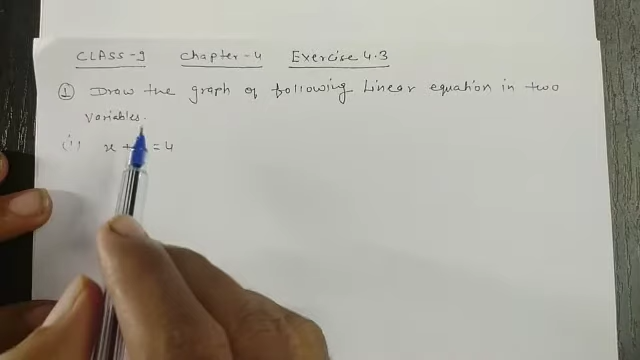 CLASS-9 Chapter-4 Exercise 4.3
① Draw the graph of following Linear equation in two
Variables.
(i) x + = 4